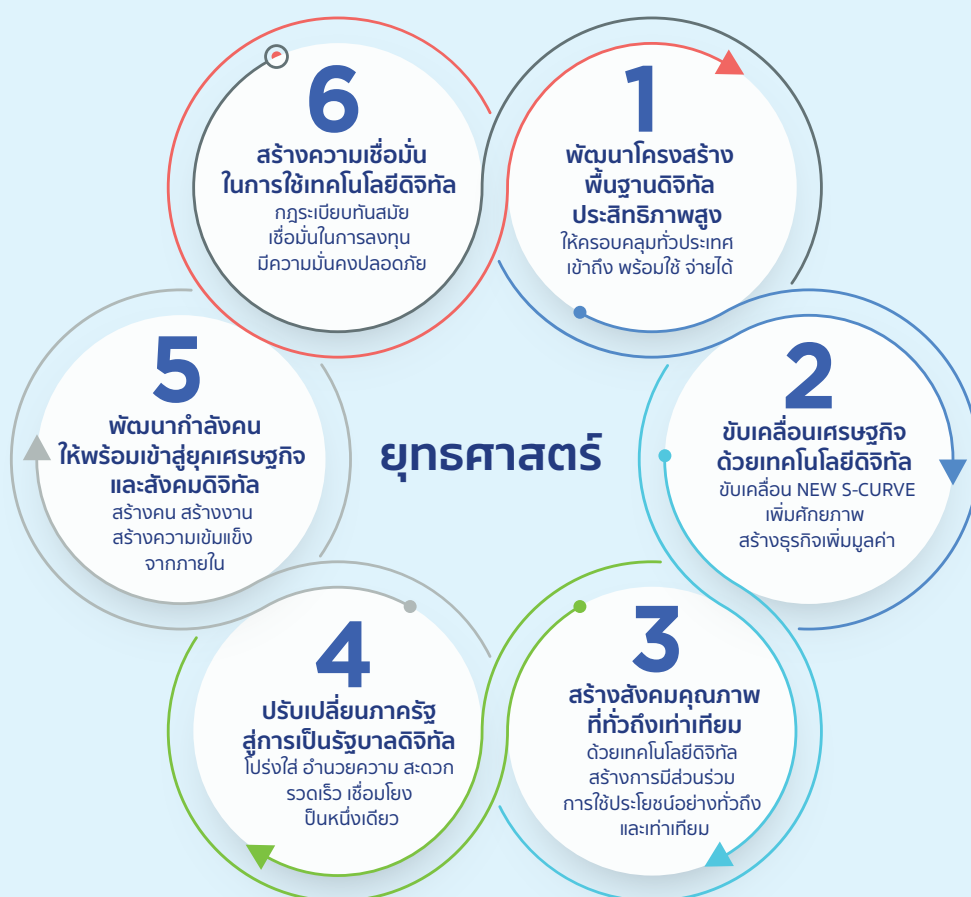 ยุทธศาสตร์
1
พัฒนาโครงสร้าง
พื้นฐานดิจิทัล
ประสิทธิภาพสูง
ให้ครอบคลุมทั่วประเทศ
เข้าถึง พร้อมใช้ จ่ายได้
2
ขับเคลื่อนเศรษฐกิจ
ด้วยเทคโนโลยีดิจิทัล
ขับเคลื่อน NEW S-CURVE
เพิ่มศักยภาพ
สร้างธุรกิจเพิ่มมูลค่า
3
สร้างสังคมคุณภาพ
ที่ทั่วถึงเท่าเทียม
ด้วยเทคโนโลยีดิจิทัล
สร้างการมีส่วนร่วม
การใช้ประโยชน์อย่างทั่วถึง
และเท่าเทียม
4
ปรับเปลี่ยนภาครัฐ
สู่การเป็นรัฐบาลดิจิทัล
โปร่งใส่ อำนวยความ สะดวก
รวดเร็ว เชื่อมโยง
ป็นหนึ่งเดียว
5
พัฒนากำลังคน
ให้พร้อมเข้าสู่ยุคเศรษฐกิจ
และสังคมดิจิทัล
สร้างคน สร้างงาน
สร้างความเข้มแข็ง
จากภายใน
6
สร้างความเชื่อมั่น
ในการใช้เทคโนโลยีดิจิทัล
กฎระเบียบทันสมัย
เชื่อมั่นในการลงทุน
มีความมั่นคงปลอดภัย